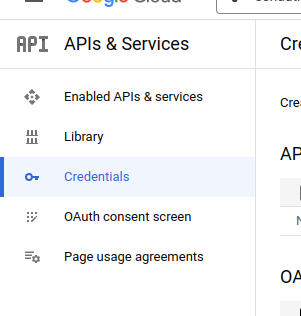 Google Cloud
API APIs & Services
Cre
Enabled APIs & services
Crea
Library
AP
Credentials
N
OAuth consent screen
Page usage agreements
OA